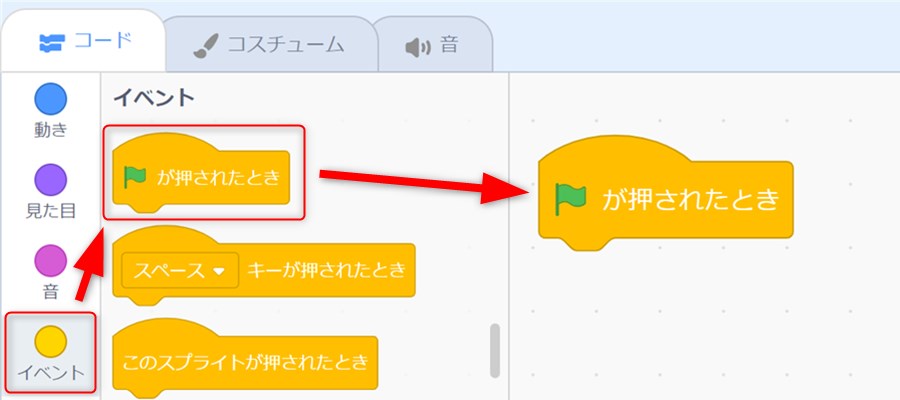 コード
コスチューム
音
動き
見た目
音
イベント
イベント
が押されたとき
スペース キーが押されたとき
このスプライトが押されたとき
が押されたとき